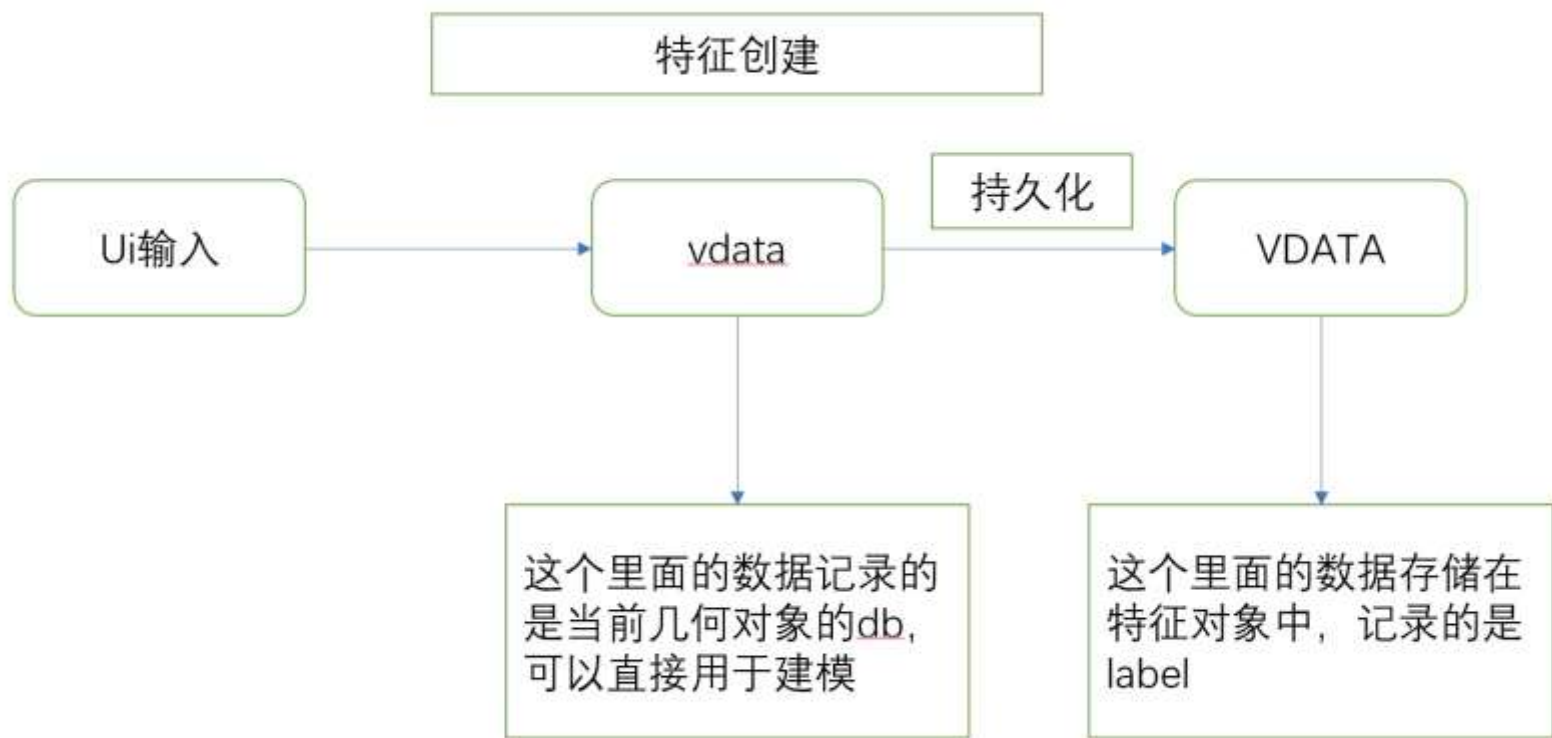 特征创建
持久化
Ui输入
vdata
VDATA
这个里面的数据记录的
是当前几何对象的db，
可以直接用于建模
这个里面的数据存储在
特征对象中，记录的是
label